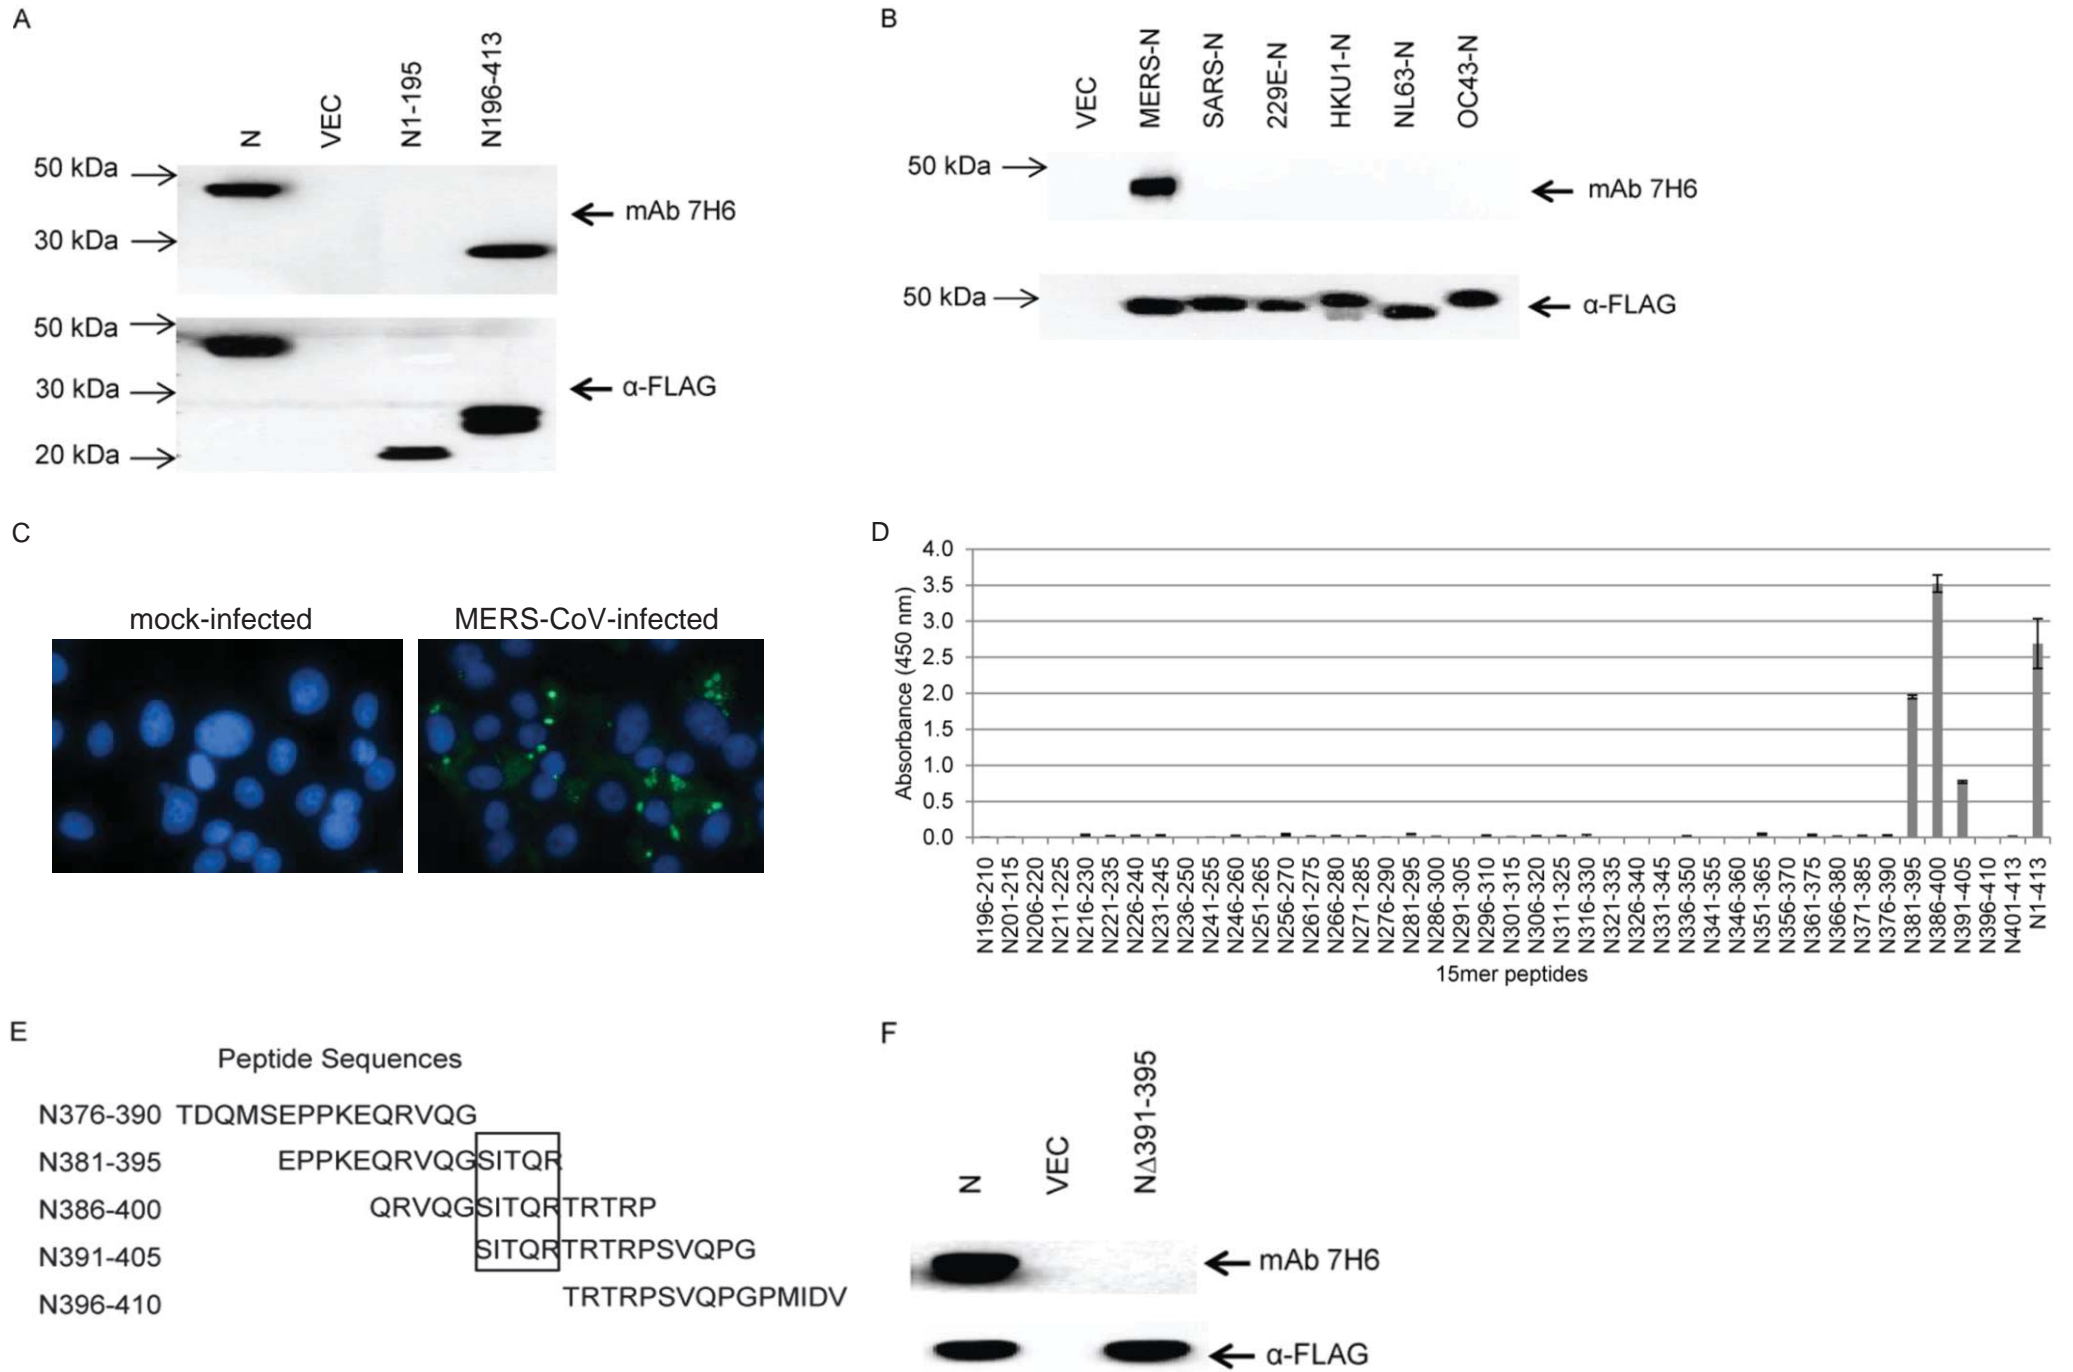 A
N
VEC
N1-195
N196-413
50 kDa
30 kDa
mAb 7H6
50 kDa
30 kDa
20 kDa
α-FLAG
B
VEC
MERS-N
SARS-N
229E-N
HKU1-N
NL63-N
OC43-N
50 kDa
mAb 7H6
50 kDa
α-FLAG
C
mock-infected
MERS-CoV-infected
D
Absorbance (450 nm)
4.0
3.5
3.0
2.5
2.0
1.5
1.0
0.5
0.0
N196-210
N201-215
N206-220
N211-225
N216-230
N221-235
N226-240
N231-245
N236-250
N241-255
N246-260
N251-265
N256-270
N261-275
N266-280
N271-285
N276-290
N281-295
N286-300
N291-305
N296-310
N301-315
N306-320
N311-325
N316-330
N321-335
N326-340
N331-345
N336-350
N341-355
N346-360
N351-365
N356-370
N361-375
N366-380
N371-385
N376-390
N381-395
N386-400
N391-405
N396-410
N401-413
N1-413
15mer peptides
E
Peptide Sequences
N376-390 TDQMSEPPKEQRVQG
N381-395 EPPKEQRVQGSITQR
N386-400 QRVQGSITQRTRTRP
N391-405 SITQRTRTRPSVQPG
N396-410 TRTRPSVQPGPMIDV
F
N
VEC
NΔ391-395
mAb 7H6
α-FLAG